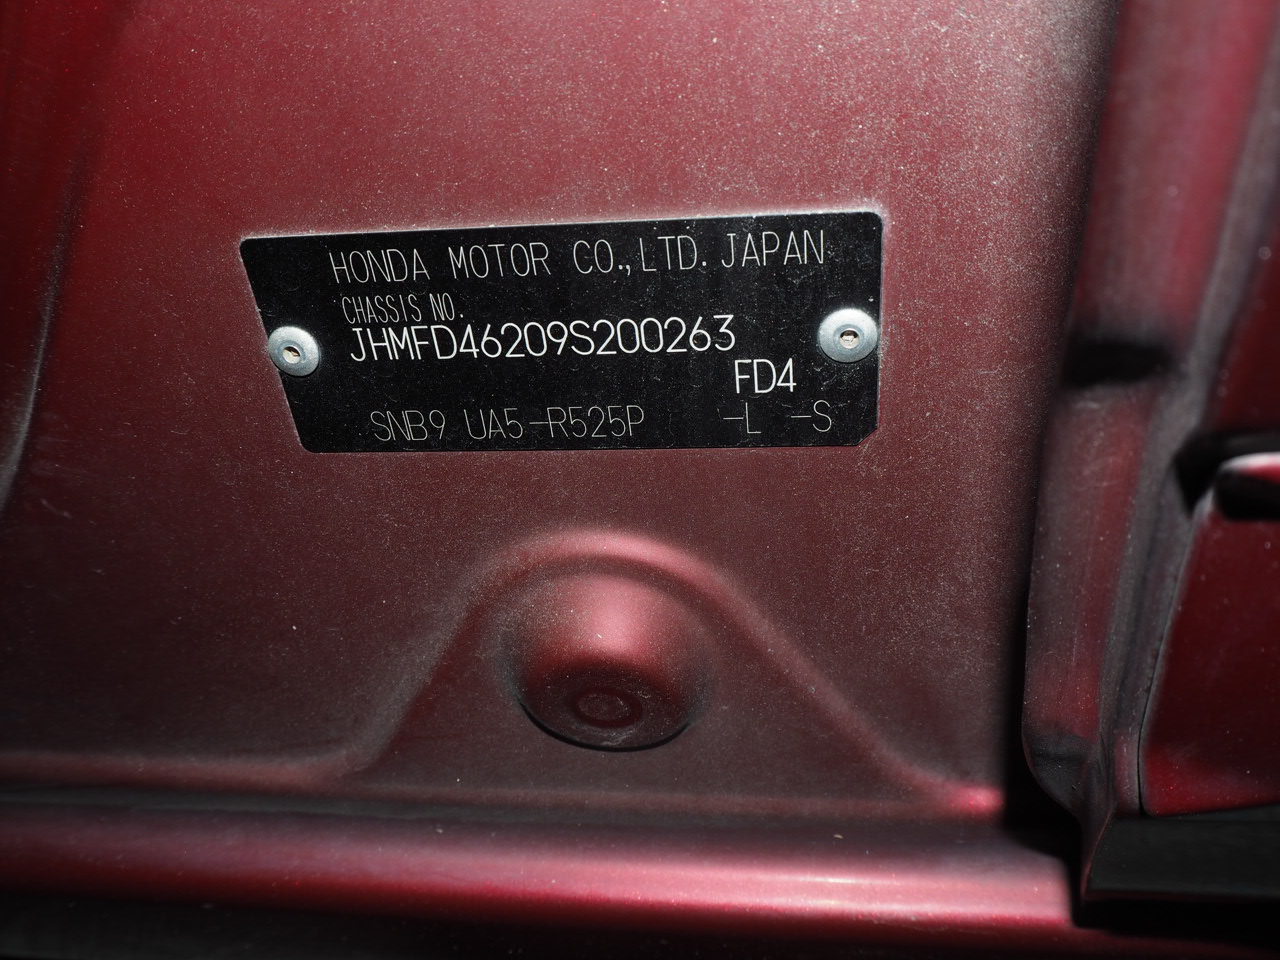 HONDA MOTOR CO.,LTD. JAPAN
CHASSIS NO.
JHMFD46209S200263
FD4
SNB9 UA5-R525P -L -S